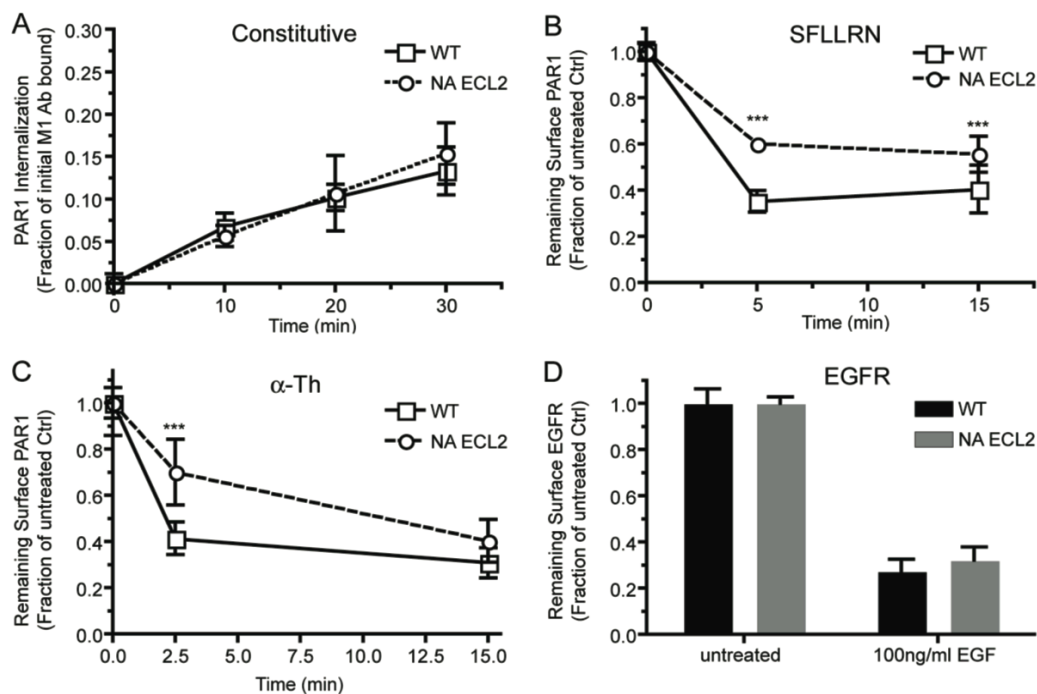 A
Constitutive
WT
NA ECL2
PAR1 Internalization
(Fraction of initial M1 Ab bound)
0.30
0.25
0.20
0.15
0.10
0.05
0.00
0 10 20 30
Time (min)
B
SFLLRN
WT
NA ECL2
Remaining Surface PAR1
(Fraction of untreated Ctrl)
1.0
0.8
0.6
0.4
0.2
0.0
*** ***
0 5 10 15
Time (min)
C
α-Th
WT
NA ECL2
Remaining Surface PAR1
(Fraction of untreated Ctrl)
1.0
0.8
0.6
0.4
0.2
0.0
***
0.0 2.5 5.0 7.5 10.0 12.5 15.0
Time (min)
D
EGFR
WT
NA ECL2
Remaining Surface EGFR
(Fraction of untreated Ctrl)
1.0
0.8
0.6
0.4
0.2
0.0
untreated 100ng/ml EGF